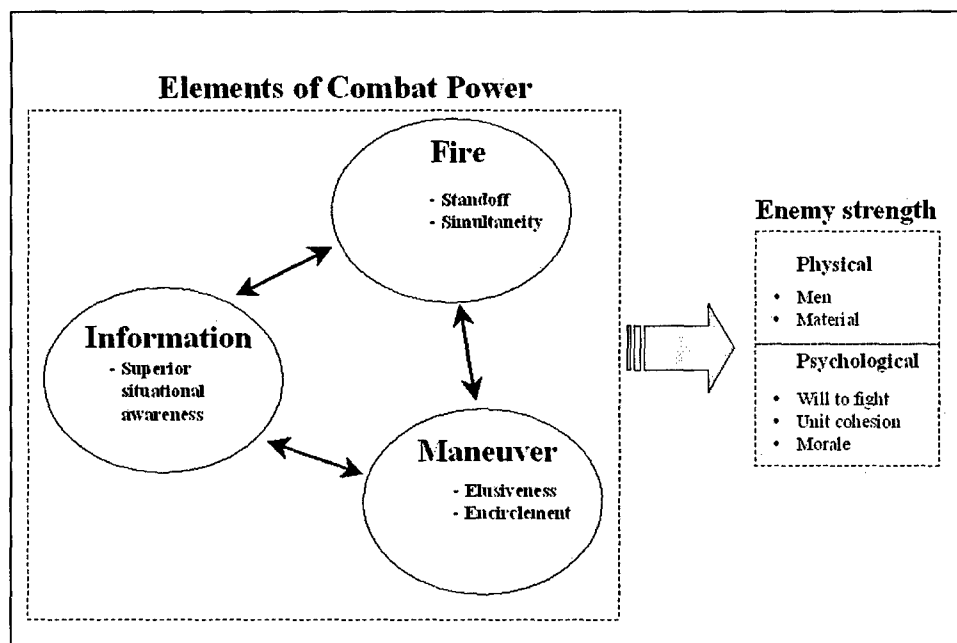 Elements of Combat Power
Fire
- Standoff
- Simultaneity
Information
- Superior
situational
awareness
Maneuver
- Elusiveness
- Encirclement
Enemy strength
Physical
• Men
• Material
Psychological
• Will to fight
• Unit cohesion
• Morale